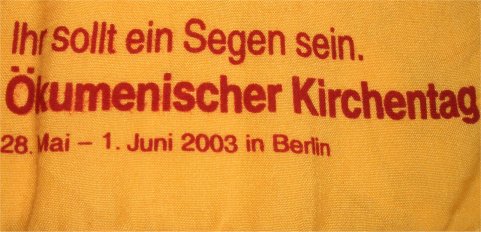 Ihr sollt ein Segen sein.
Ökumenischer Kirchentag
28. Mai – 1. Juni 2003 in Berlin